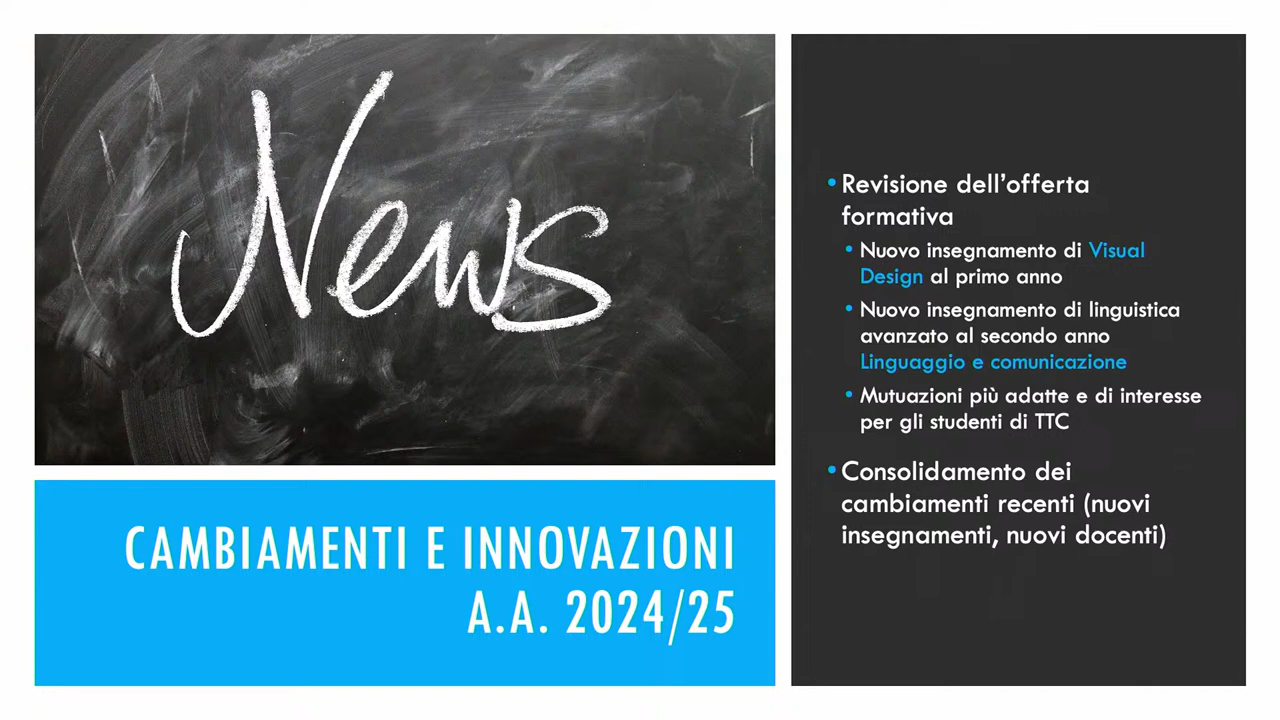 News
CAMBIAMENTI E INNOVAZIONI
A.A. 2024/25
• Revisione dell’offerta
formativa
• Nuovo insegnamento di Visual
Design al primo anno
• Nuovo insegnamento di linguistica
avanzato al secondo anno
Linguaggio e comunicazione
• Mutuazioni più adatte e di interesse
per gli studenti di TTC
• Consolidamento dei
cambiamenti recenti (nuovi
insegnamenti, nuovi docenti)